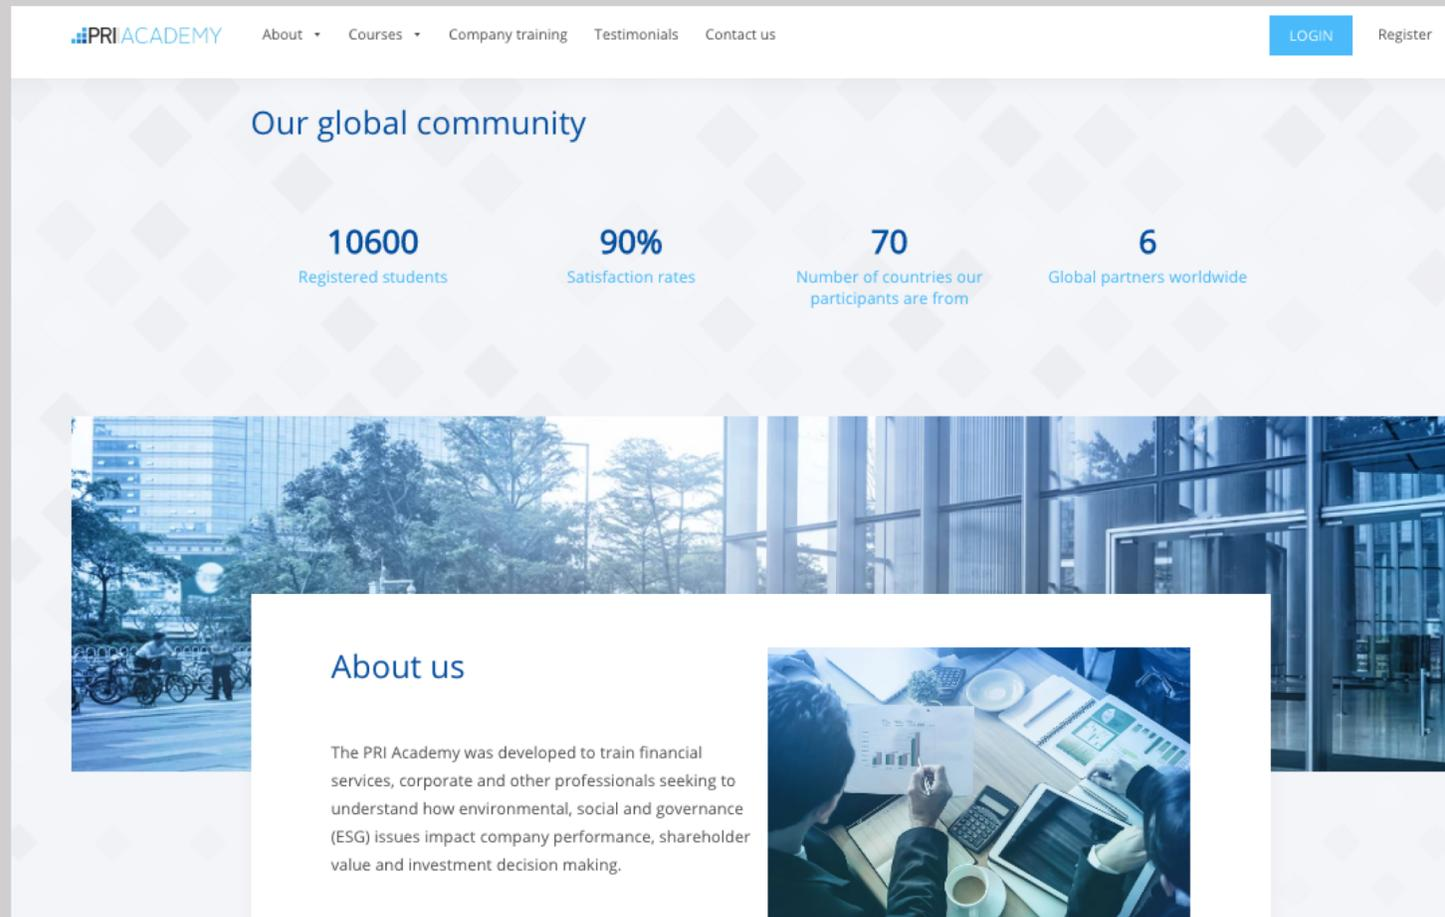 PRI ACADEMY
About
Courses
Company training
Testimonials
Contact us
LOGIN
Register
Our global community
10600
Registered students
90%
Satisfaction rates
70
Number of countries our
participants are from
6
Global partners worldwide
About us
The PRI Academy was developed to train financial
services, corporate and other professionals seeking to
understand how environmental, social and governance
(ESG) issues impact company performance, shareholder
value and investment decision making.